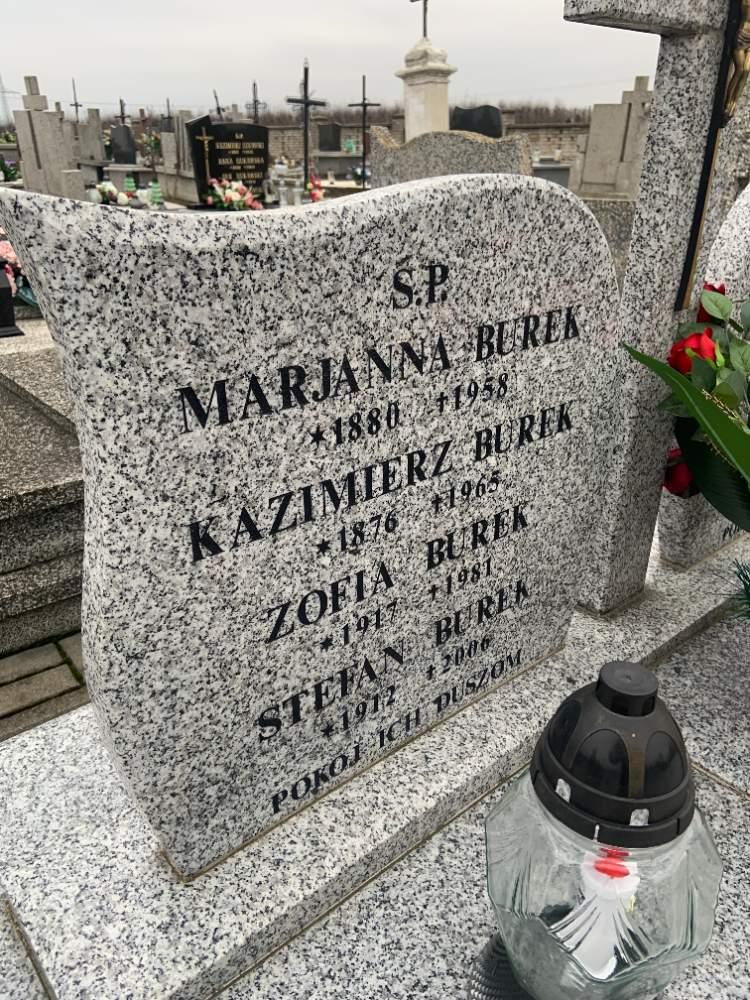 Ś.P.
MARJANNA BUREK
*1880 †1958
KAZIMIERZ BUREK
*1876 †1965
ZOFIA BUREK
*1917 †1981
STEFAN BUREK
*1912 †2006
POKÓJ ICH DUSZOM